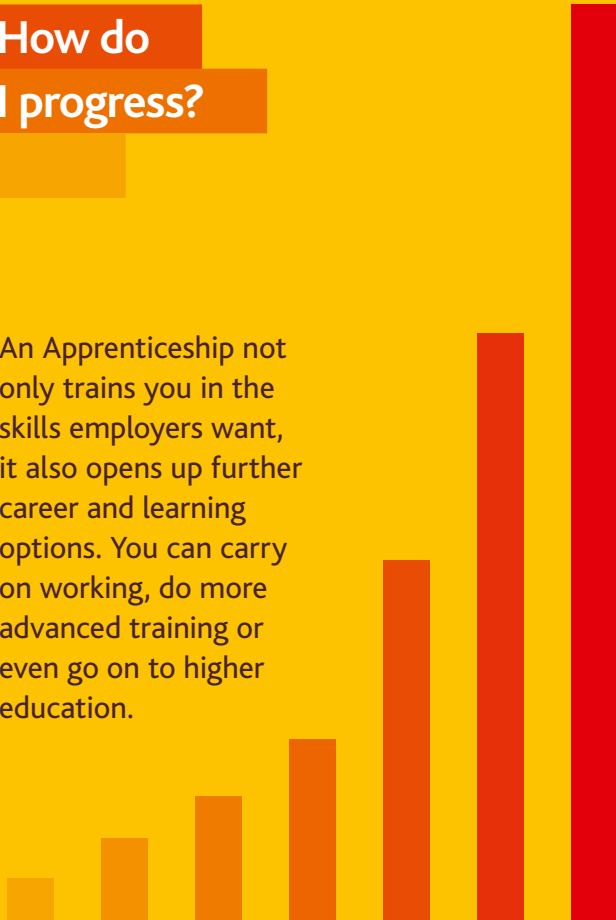 How do
I progress?
An Apprenticeship not
only trains you in the
skills employers want,
it also opens up further
career and learning
options. You can carry
on working, do more
advanced training or
even go on to higher
education.